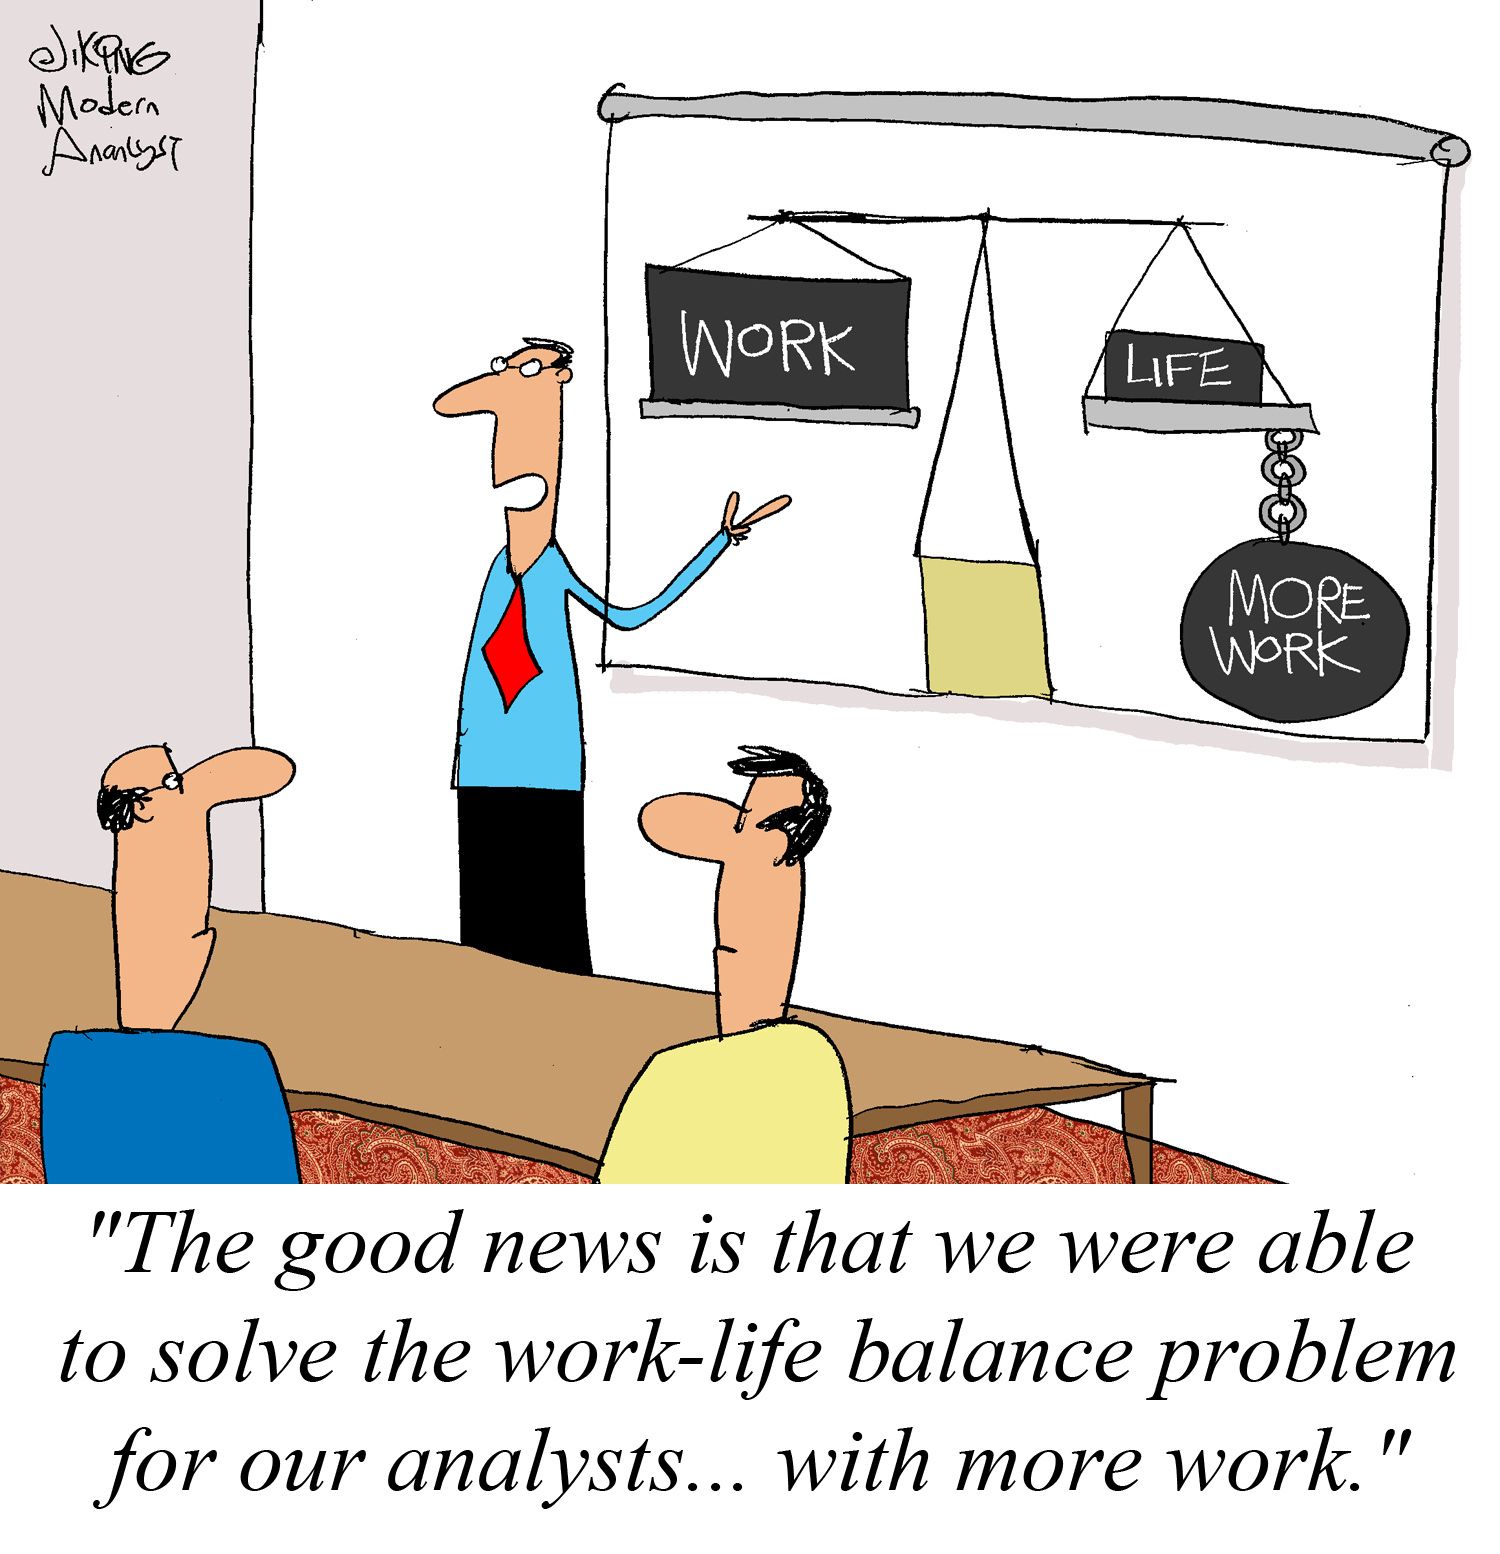 Modern
Analyst
WORK
LIFE
MORE
WORK
"The good news is that we were able
to solve the work-life balance problem
for our analysts... with more work."